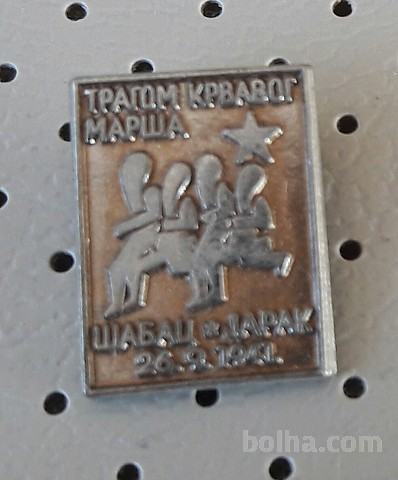 ТРАГОМ КРВАВОГ
МАРША
ШАБАЦ ★ ЈАРАК
26.9.1941.
bolha.com